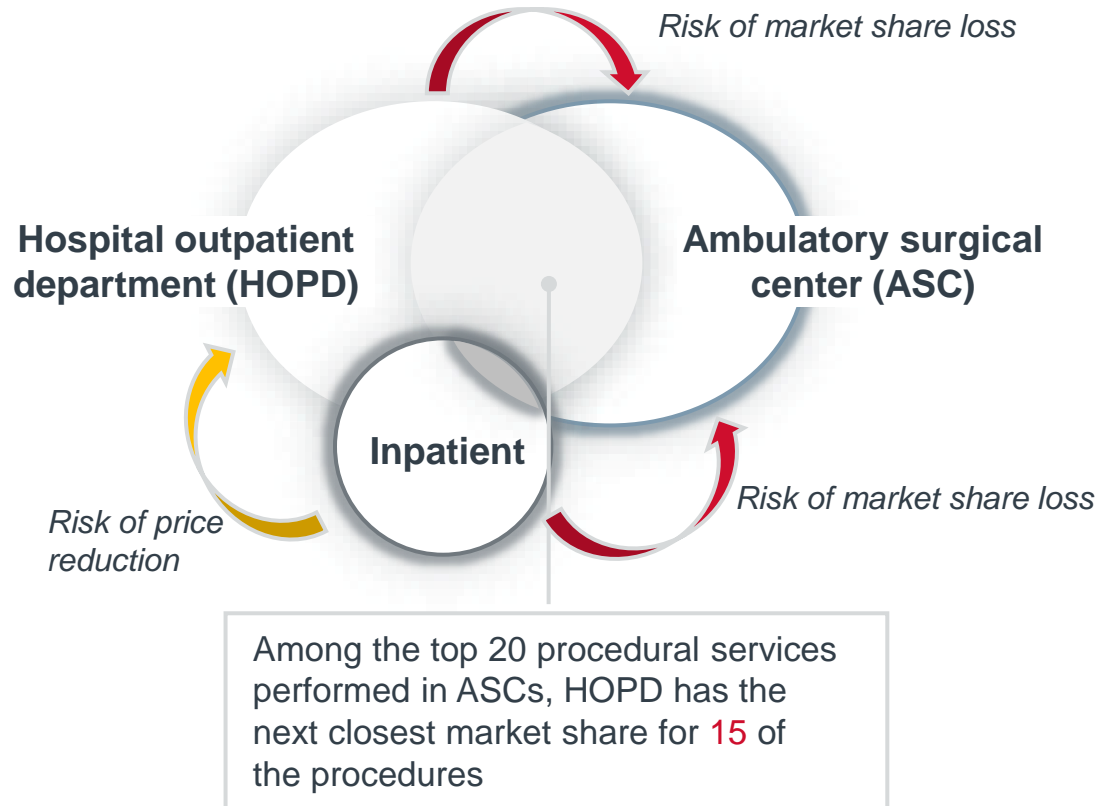 Risk of market share loss
Hospital outpatient
department (HOPD)
Ambulatory surgical
center (ASC)
Inpatient
Risk of price
reduction
Risk of market share loss
Among the top 20 procedural services
performed in ASCs, HOPD has the
next closest market share for 15 of
the procedures